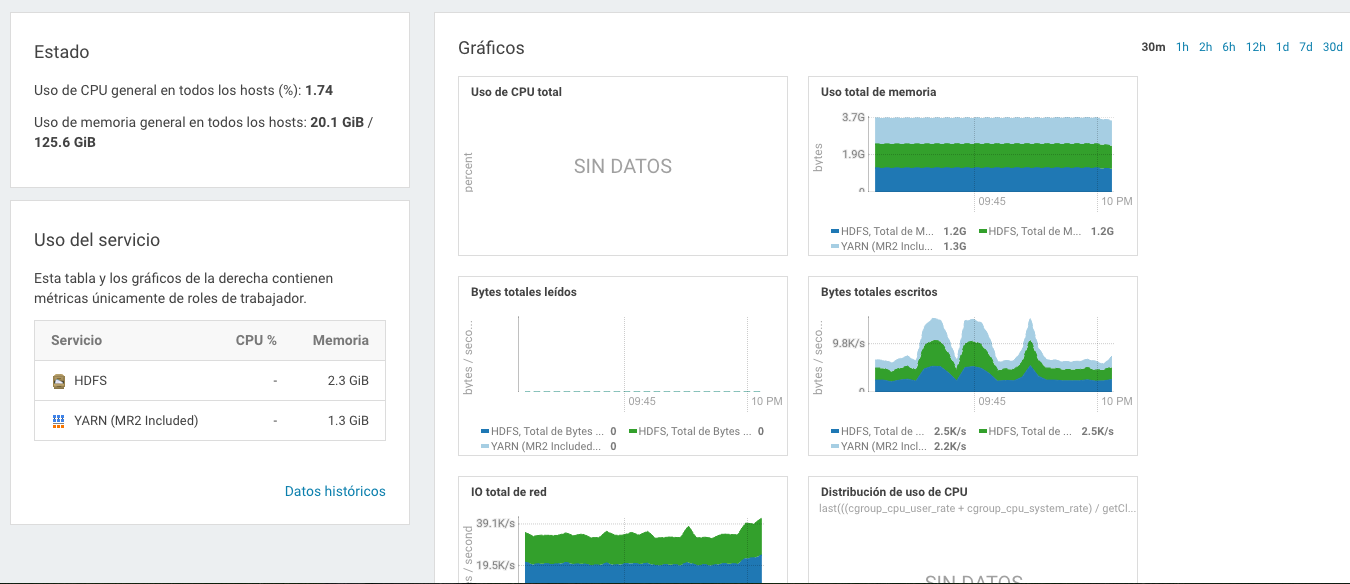 Estado
Uso de CPU general en todos los hosts (%): 1.74
Uso de memoria general en todos los hosts: 20.1 GiB /
125.6 GiB
Uso del servicio
Esta tabla y los gráficos de la derecha contienen
métricas únicamente de roles de trabajador.
Servicio CPU % Memoria
HDFS - 2.3 GiB
YARN (MR2 Included) - 1.3 GiB
Datos históricos
Gráficos
30m 1h 2h 6h 12h 1d 7d 30d
Uso de CPU total
percent
SIN DATOS
Uso total de memoria
bytes
3.7G
1.9G
0
09:45 10 PM
HDFS, Total de M... 1.2G HDFS, Total de M... 1.2G
YARN (MR2 Inclu... 1.3G
Bytes totales leídos
bytes / seco...
09:45 10 PM
HDFS, Total de Bytes ... 0 HDFS, Total de Bytes ... 0
YARN (MR2 Included... 0
Bytes totales escritos
bytes / seco...
9.8K/s
0
09:45 10 PM
HDFS, Total de ... 2.5K/s HDFS, Total de ... 2.5K/s
YARN (MR2 Incl... 2.2K/s
IO total de red
s / second
39.1K/s
19.5K/s
Distribución de uso de CPU
last(((cgroup_cpu_user_rate + cgroup_cpu_system_rate) / getCl...
SIN DATOS